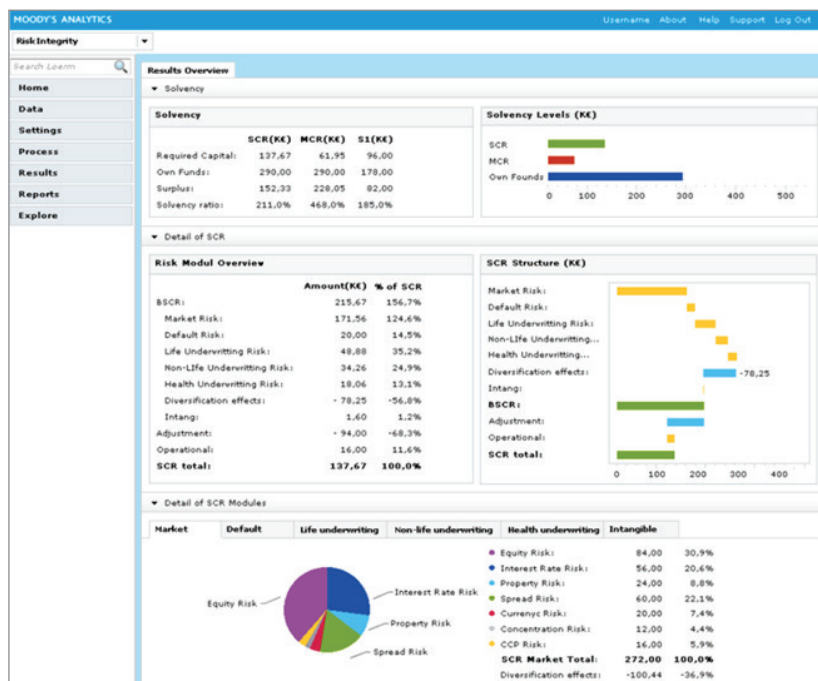 MOODY'S ANALYTICS
Username About Help Support Log Out
RiskIntegrity
Search Loerm
Home
Data
Settings
Process
Results
Reports
Explore
Results Overview
Solvency
Solvency
SCR(K€) MCR(K€) S1(K€)
Required Capital: 137,67 61,95 96,00
Own Funds: 290,00 290,00 178,00
Surplus: 152,33 228,05 82,00
Solvency ratio: 211,0% 468,0% 185,0%
Solvency Levels (K€)
SCR
MCR
Own Founds
0 100 200 300 400 500
Detail of SCR
Risk Modul Overview
Amount(K€) % of SCR
BSCR: 215,67 156,7%
Market Risk: 171,56 124,6%
Default Risk: 20,00 14,5%
Life Underwritting Risk: 48,88 35,2%
Non-LIfe Underwritting Risk: 34,26 24,9%
Health Underwritting Risk: 18,06 13,1%
Diversification effects: - 78,25 -56,8%
Intang: 1,60 1,2%
Adjustment: - 94,00 -68,3%
Operational: 16,00 11,6%
SCR total: 137,67 100,0%
SCR Structure (K€)
Market Risk:
Default Risk:
Life Underwritting Risk:
Non-LIfe Underwritting...
Health Underwritting...
Diversification effects: -78,25
Intang:
BSCR:
Adjustment:
Operational:
SCR total:
0 100 200 300 400
Detail of SCR Modules
Market Default Life underwriting Non-life underwriting Health underwriting Intangible
Equity Risk
Interest Rate Risk
Property Risk
Spread Risk
Equity Risk: 84,00 30,9%
Interest Rate Risk: 56,00 20,6%
Property Risk: 24,00 8,8%
Spread Risk: 60,00 22,1%
Currenyc Risk: 20,00 7,4%
Concentration Risk: 12,00 4,4%
CCP Risk: 16,00 5,9%
SCR Market Total: 272,00 100,0%
Diversification effects: -100,44 -36,9%